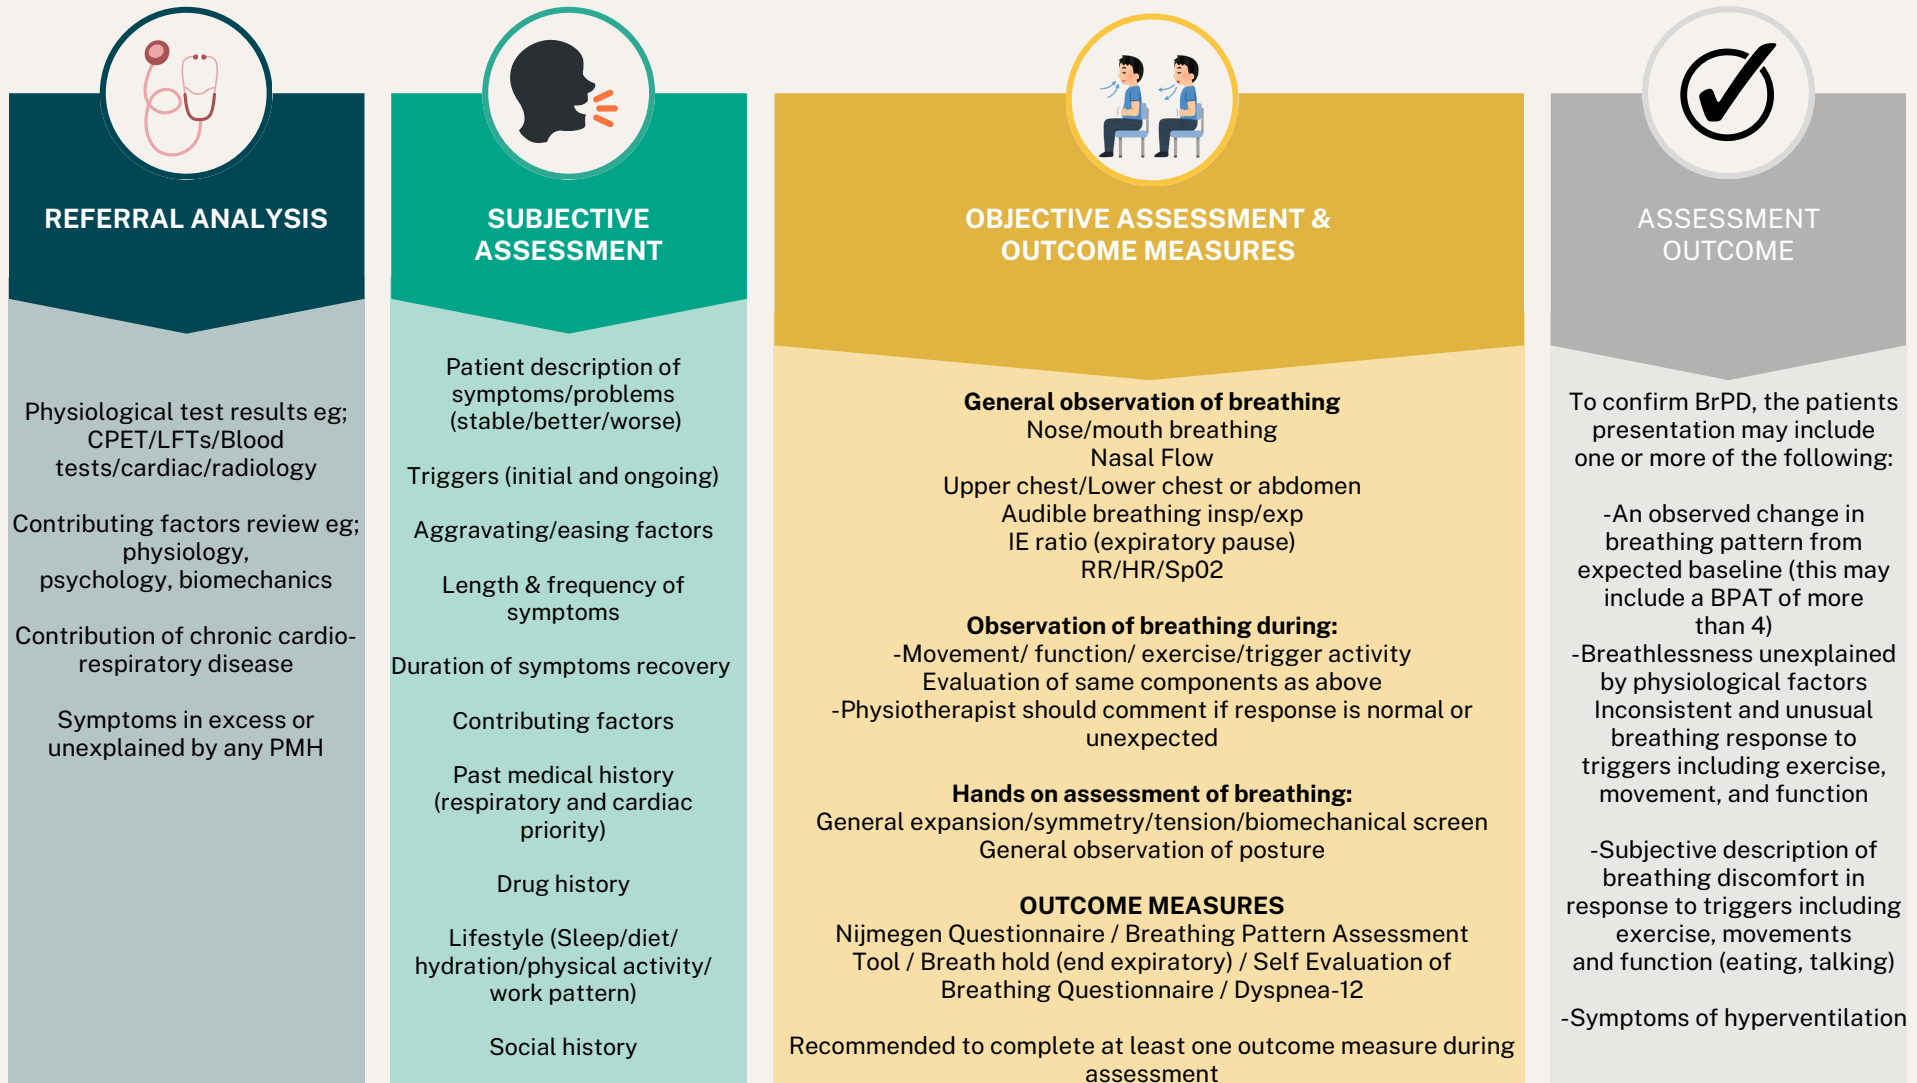 REFERRAL ANALYSIS
Physiological test results eg;
CPET/LFTs/Blood
tests/cardiac/radiology
Contributing factors review eg;
physiology,
psychology, biomechanics
Contribution of chronic cardio-
respiratory disease
Symptoms in excess or
unexplained by any PMH
SUBJECTIVE
ASSESSMENT
Patient description of
symptoms/problems
(stable/better/worse)
Triggers (initial and ongoing)
Aggravating/easing factors
Length & frequency of
symptoms
Duration of symptoms recovery
Contributing factors
Past medical history
(respiratory and cardiac
priority)
Drug history
Lifestyle (Sleep/diet/
hydration/physical activity/
work pattern)
Social history
OBJECTIVE ASSESSMENT &
OUTCOME MEASURES
General observation of breathing
Nose/mouth breathing
Nasal Flow
Upper chest/Lower chest or abdomen
Audible breathing insp/exp
IE ratio (expiratory pause)
RR/HR/Sp02
Observation of breathing during:
-Movement/ function/ exercise/trigger activity
Evaluation of same components as above
-Physiotherapist should comment if response is normal or
unexpected
Hands on assessment of breathing:
General expansion/symmetry/tension/biomechanical screen
General observation of posture
OUTCOME MEASURES
Nijmegen Questionnaire / Breathing Pattern Assessment
Tool / Breath hold (end expiratory) / Self Evaluation of
Breathing Questionnaire / Dyspnea-12
Recommended to complete at least one outcome measure during
assessment
ASSESSMENT
OUTCOME
To confirm BrPD, the patients
presentation may include
one or more of the following:
-An observed change in
breathing pattern from
expected baseline (this may
include a BPAT of more
than 4)
-Breathlessness unexplained
by physiological factors
Inconsistent and unusual
breathing response to
triggers including exercise,
movement, and function
-Subjective description of
breathing discomfort in
response to triggers including
exercise, movements
and function (eating, talking)
-Symptoms of hyperventilation